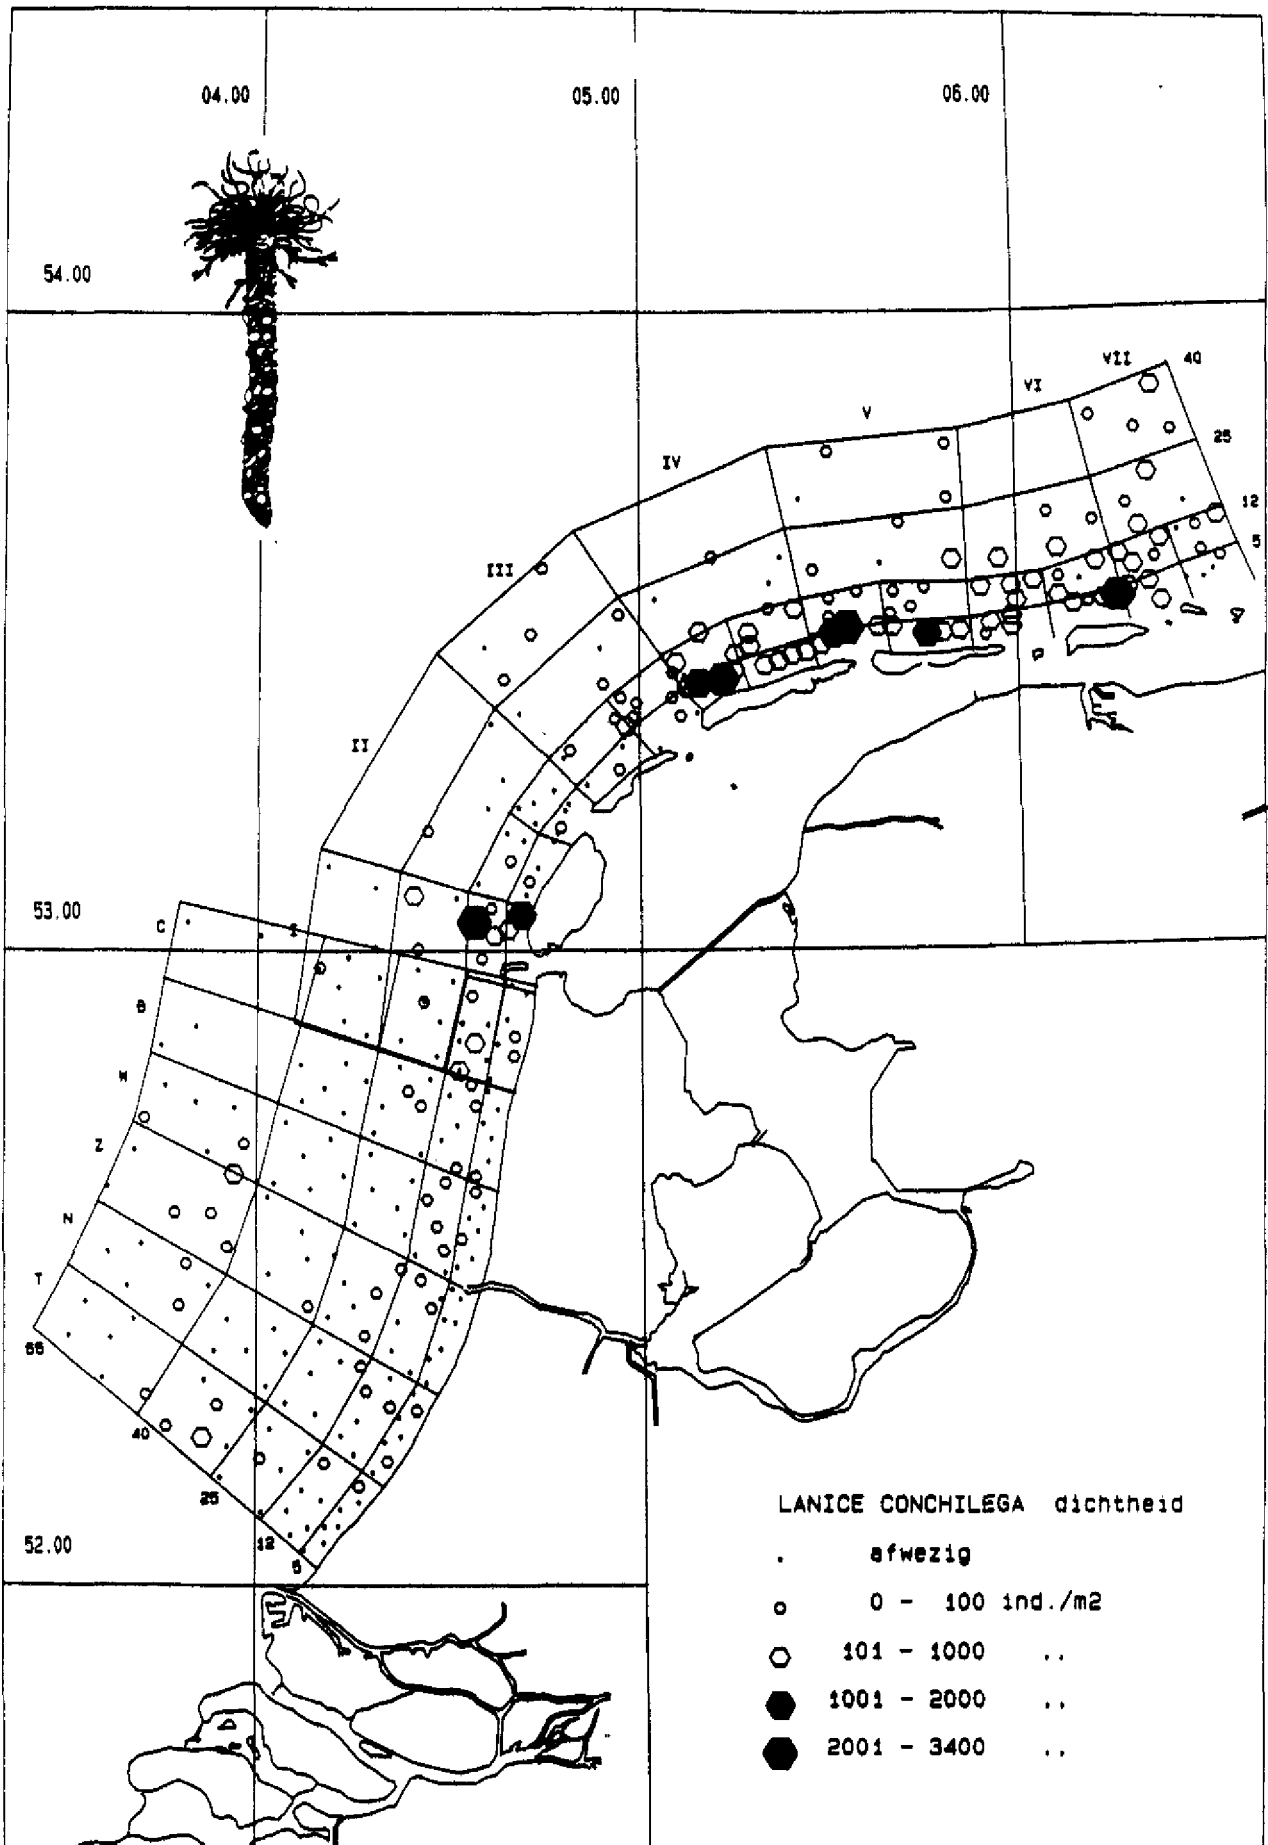 04.00 05.00 06.00
54.00
VII 40
VI
V
25
IV
12
5
III
II
53.00
C I
B
W
Z
N
T
40
25
12
52.00
5
LANICE CONCHILEGA dichtheid
. afwezig
0 - 100 ind./m2
101 - 1000 ..
1001 - 2000 ..
2001 - 3400 ..